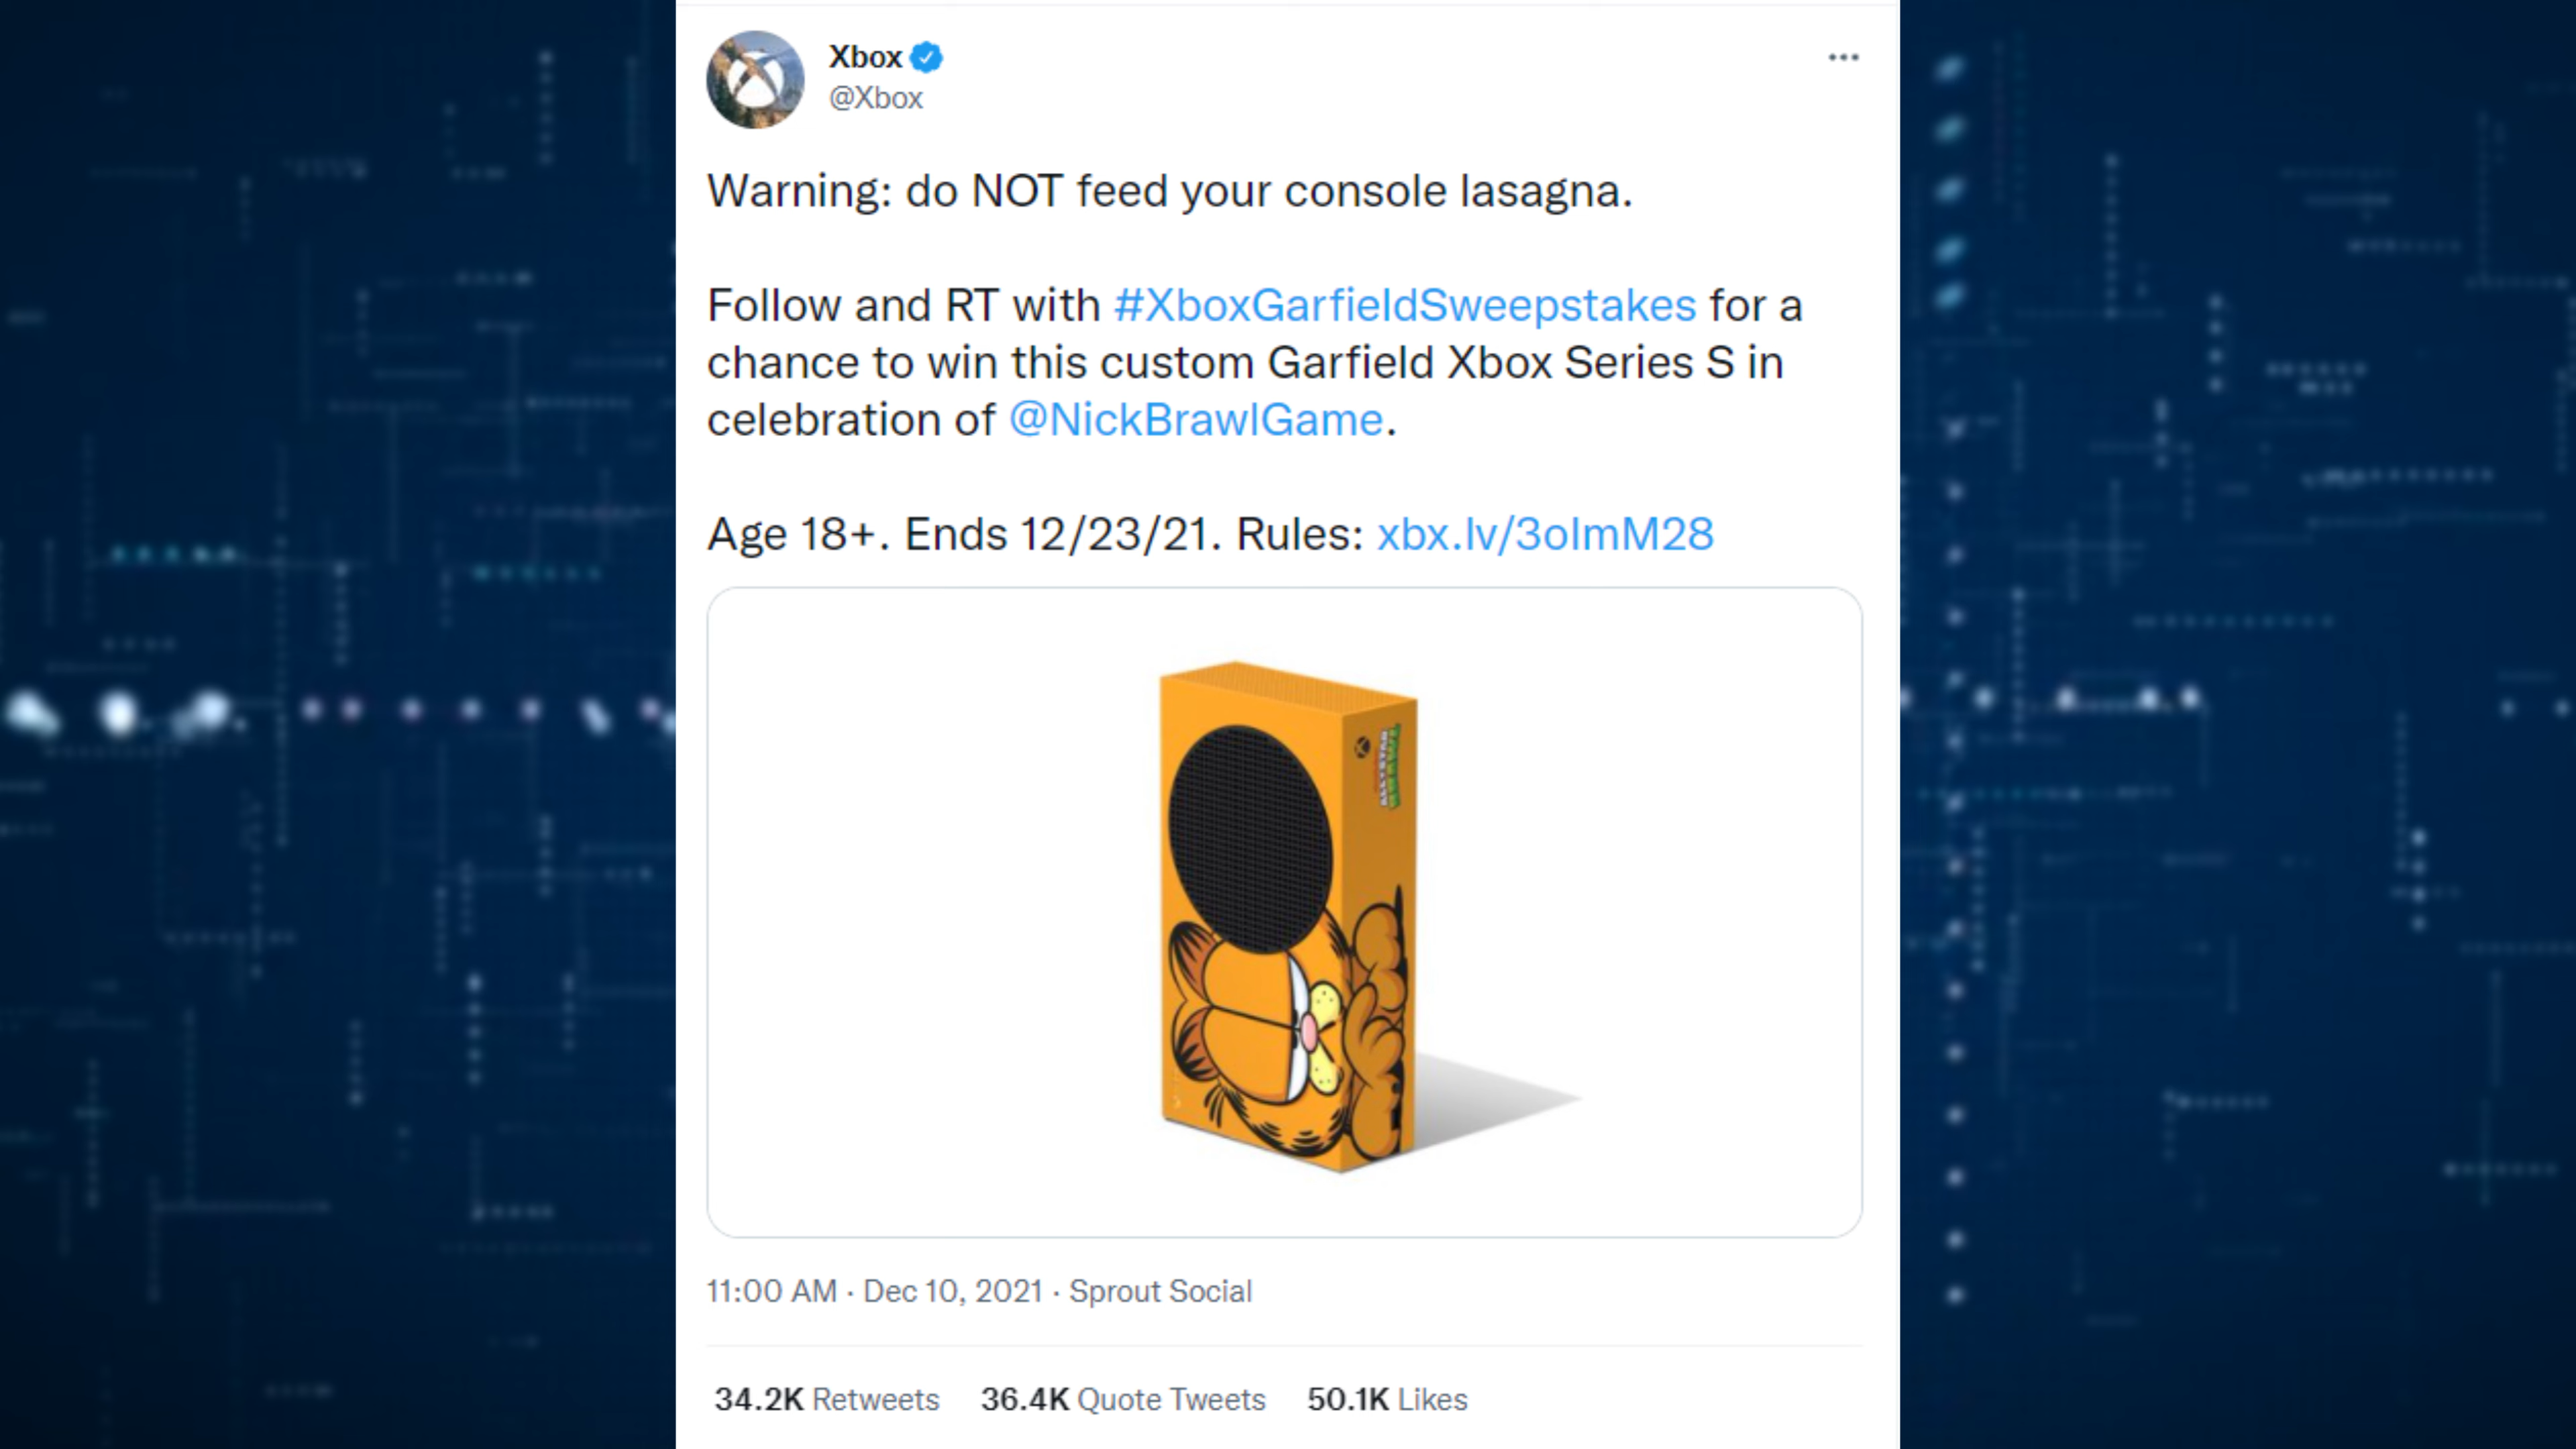 Xbox
@Xbox
Warning: do NOT feed your console lasagna.
Follow and RT with #XboxGarfieldSweepstakes for a
chance to win this custom Garfield Xbox Series S in
celebration of @NickBrawlGame.
Age 18+. Ends 12/23/21. Rules: xbx.lv/3oImM28
11:00 AM · Dec 10, 2021 · Sprout Social
34.2K Retweets 36.4K Quote Tweets 50.1K Likes